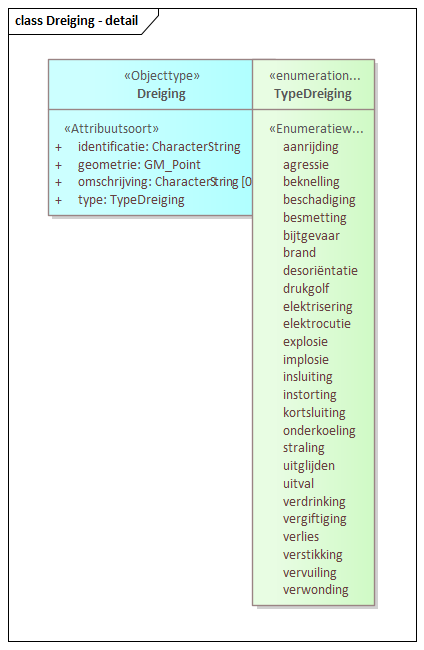 class Dreiging - detail
«Objecttype»
Dreiging
«Attribuutsoort»
+ identificatie: CharacterString
+ geometrie: GM_Point
+ omschrijving: CharacterString [0
+ type: TypeDreiging
«enumeration...
TypeDreiging
«Enumeratiew...
aanrijding
agressie
beknelling
beschadiging
besmetting
bijtgevaar
brand
desoriëntatie
drukgolf
elektrisering
elektrocutie
explosie
implosie
insluiting
instorting
kortsluiting
onderkoeling
straling
uitglijden
uitval
verdrinking
vergiftiging
verlies
verstikking
vervuiling
verwonding